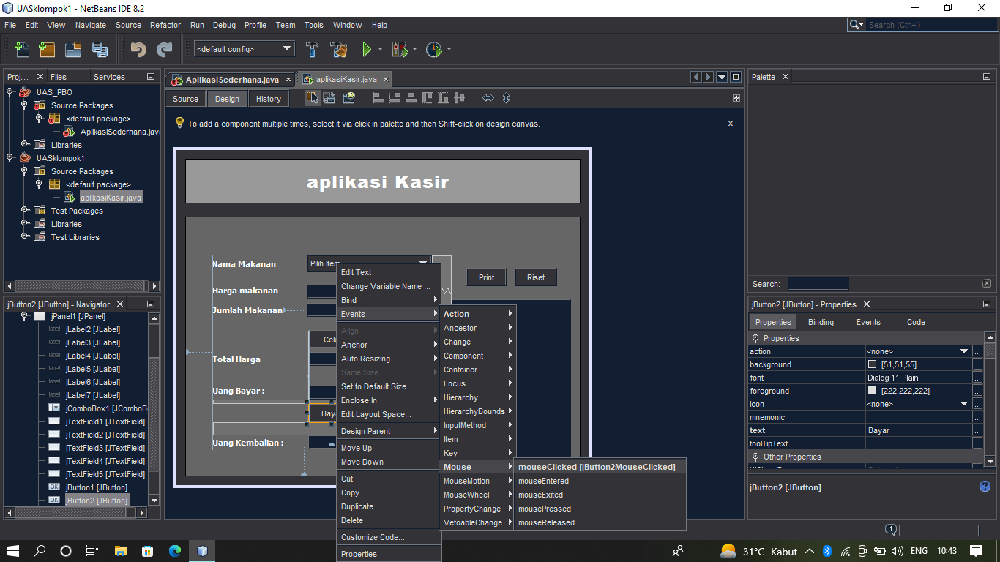 UASklompok1 - NetBeans IDE 8.2
File Edit View Navigate Source Refactor Run Debug Profile Team Tools Window Help
Search (Ctrl+I)
<default config>
Proj... Files Services
UAS_PBO
Source Packages
<default package>
AplikasiSederhana.java
Libraries
UASklompok1
Source Packages
<default package>
aplikasiKasir.java
Test Packages
Libraries
Test Libraries
jButton2 [JButton] - Navigator
jPanel1 [JPanel]
label jLabel2 [JLabel]
label jLabel3 [JLabel]
label jLabel4 [JLabel]
label jLabel5 [JLabel]
label jLabel6 [JLabel]
label jLabel7 [JLabel]
jComboBox1 [JComboB
jTextField1 [JTextField]
jTextField2 [JTextField]
jTextField3 [JTextField]
jTextField4 [JTextField]
jTextField5 [JTextField]
OK jButton1 [JButton]
OK jButton2 [JButton]
AplikasiSederhana.java aplikasiKasir.java
Source Design History
To add a component multiple times, select it via click in palette and then Shift-click on design canvas. x
aplikasi Kasir
Nama Makanan
Pilih Item
Print Riset
Harga makanan
Jumlah Makanan
Cek
Total Harga
Uang Bayar :
Bay
Uang Kembalian :
Edit Text
Change Variable Name ...
Bind
Events
Align
Anchor
Auto Resizing
Same Size
Set to Default Size
Enclose In
Edit Layout Space...
Design Parent
Move Up
Move Down
Cut
Copy
Duplicate
Delete
Customize Code...
Properties
Action
Ancestor
Change
Component
Container
Focus
Hierarchy
HierarchyBounds
InputMethod
Item
Key
Mouse
MouseMotion
MouseWheel
PropertyChange
VetoableChange
mouseClicked [jButton2MouseClicked]
mouseEntered
mouseExited
mousePressed
mouseReleased
Palette
Search:
jButton2 [JButton] - Properties
Properties Binding Events Code
Properties
action <none> ...
background [51,51,55] ...
font Dialog 11 Plain ...
foreground [222,222,222] ...
icon <none> ...
mnemonic ...
text Bayar ...
toolTipText ...
Other Properties
jButton2 [JButton]
1
31°C Kabut ENG 10:43